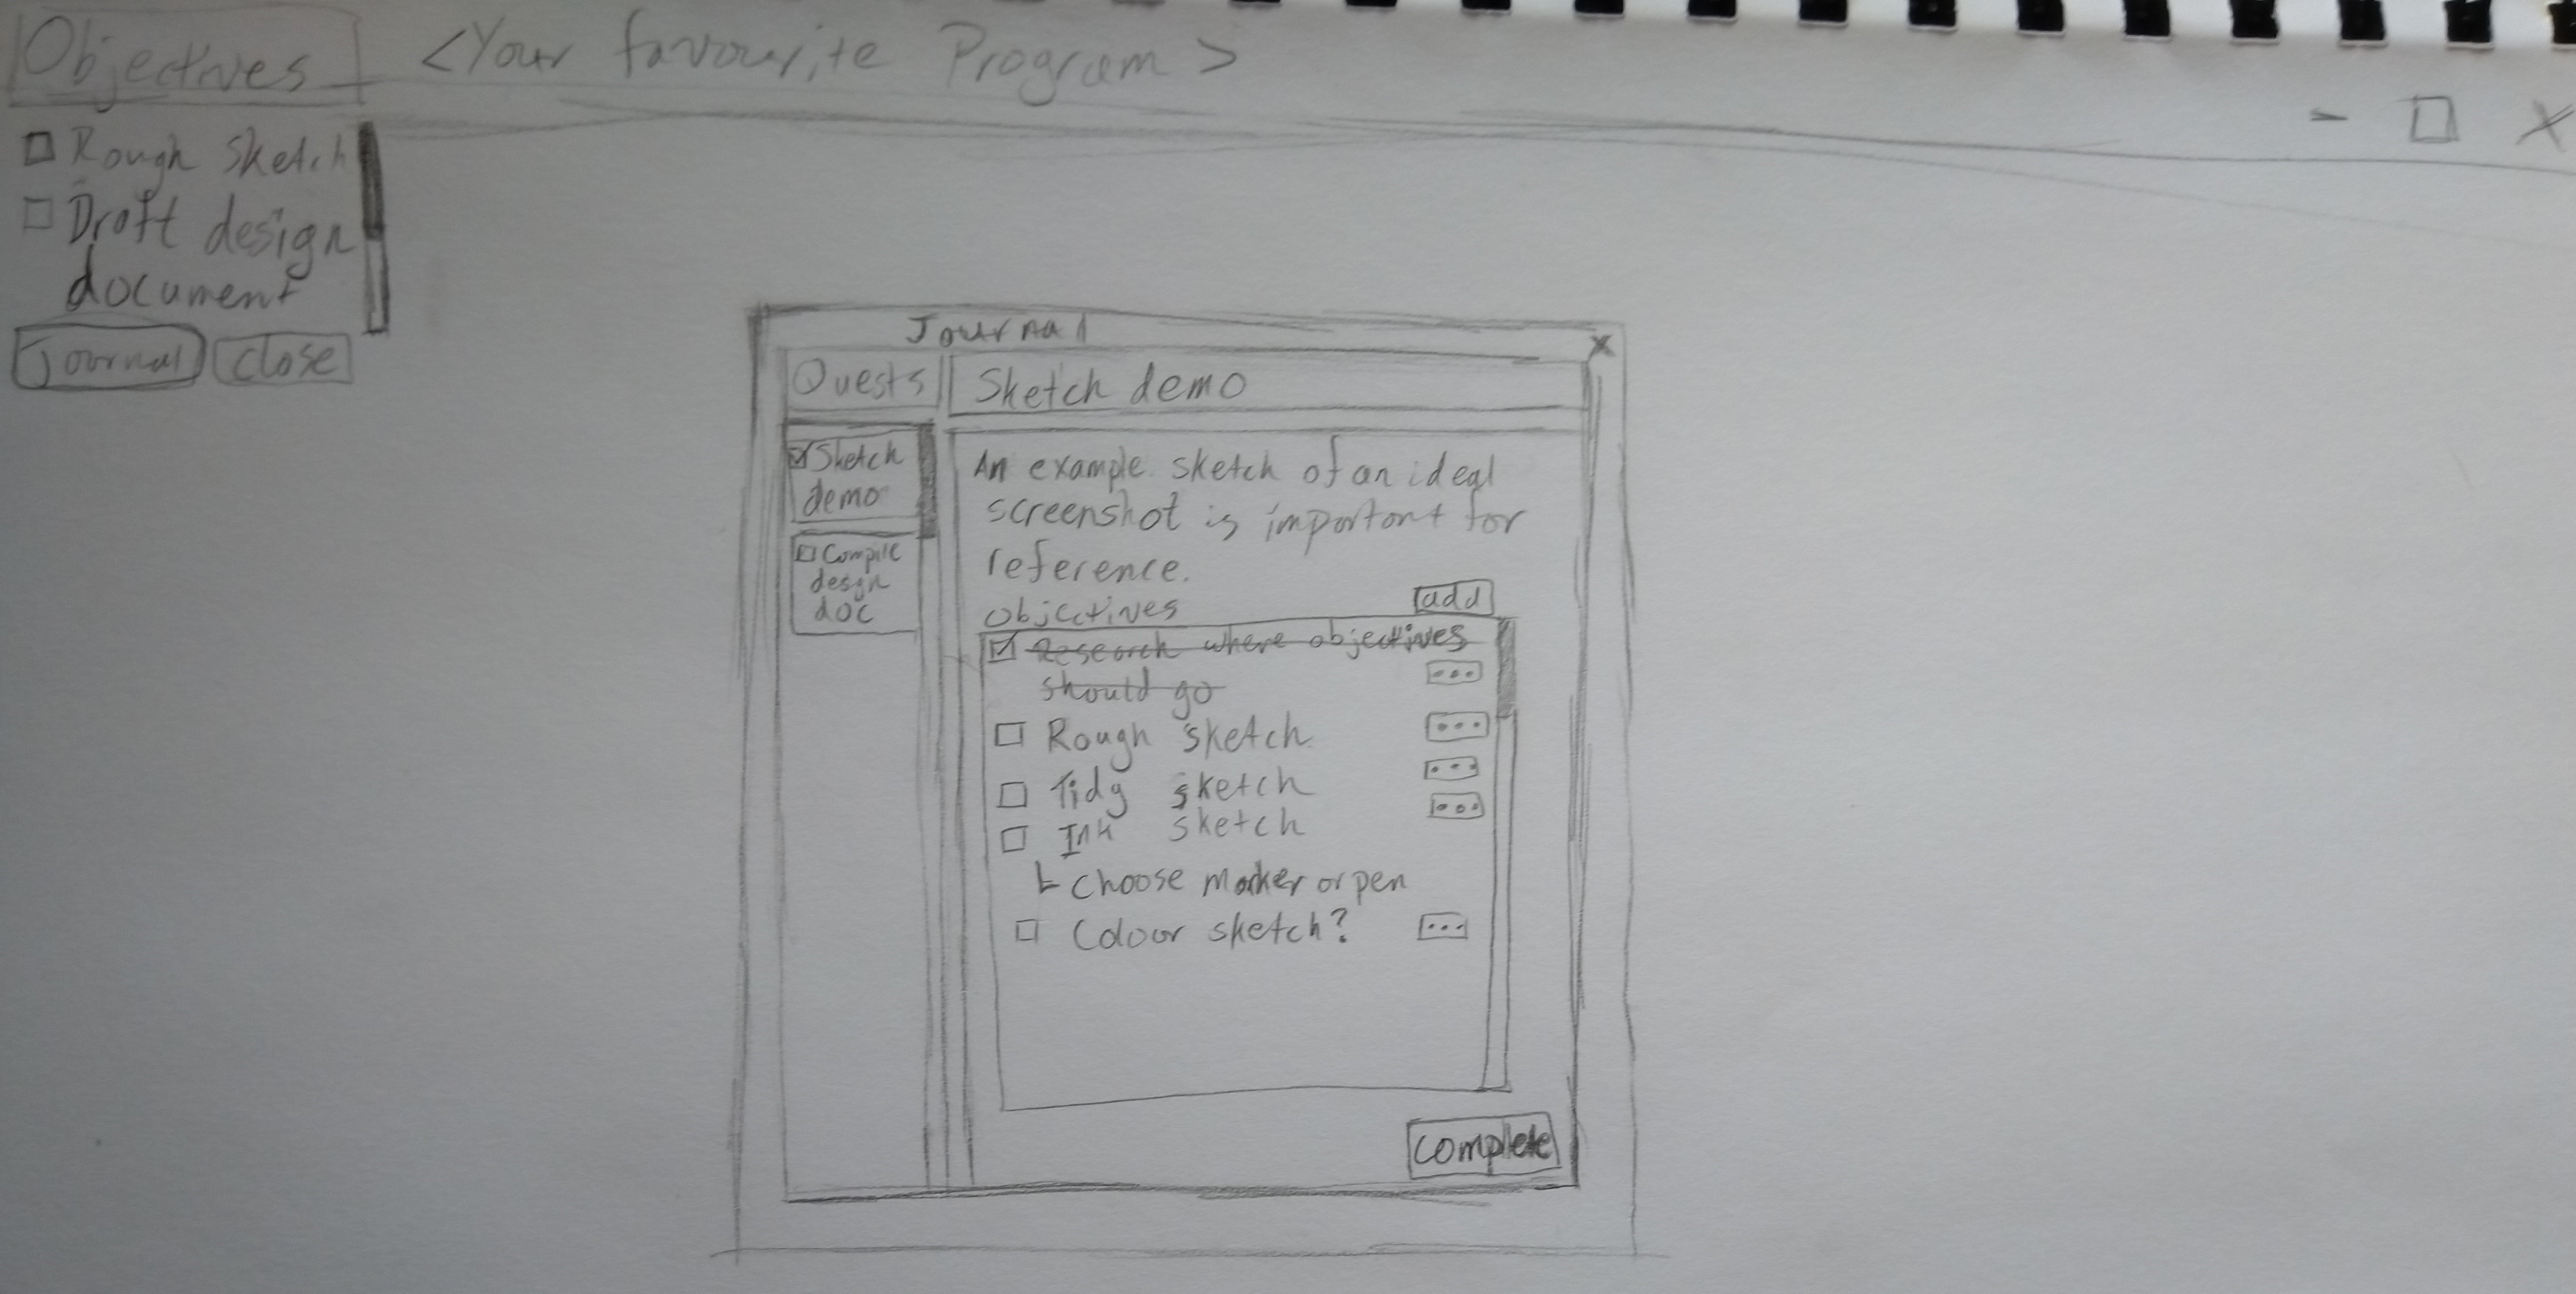 Objectives
<Your favourite Program>
Rough sketch
Draft design
document
Journal
close
Journal
x
Quests
Sketch demo
Sketch
demo
Compile
design
doc
An example sketch of an ideal
screenshot is important for
reference.
objectives
add
Research where objectives
should go
Rough sketch
Tidy sketch
Ink sketch
Choose marker or pen
Colour sketch?
complete